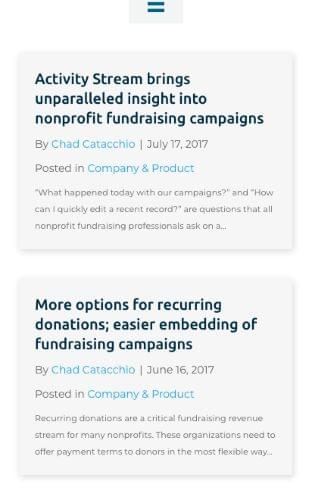 Activity Stream brings
unparalleled insight into
nonprofit fundraising campaigns
By Chad Catacchio | July 17, 2017
Posted in Company & Product
"What happened today with our campaigns?" and "How
can I quickly edit a recent record?" are questions that all
nonprofit fundraising professionals ask on a...
More options for recurring
donations; easier embedding of
fundraising campaigns
By Chad Catacchio | June 16, 2017
Posted in Company & Product
Recurring donations are a critical fundraising revenue
stream for many nonprofits. These organizations need to
offer payment terms to donors in the most flexible way...